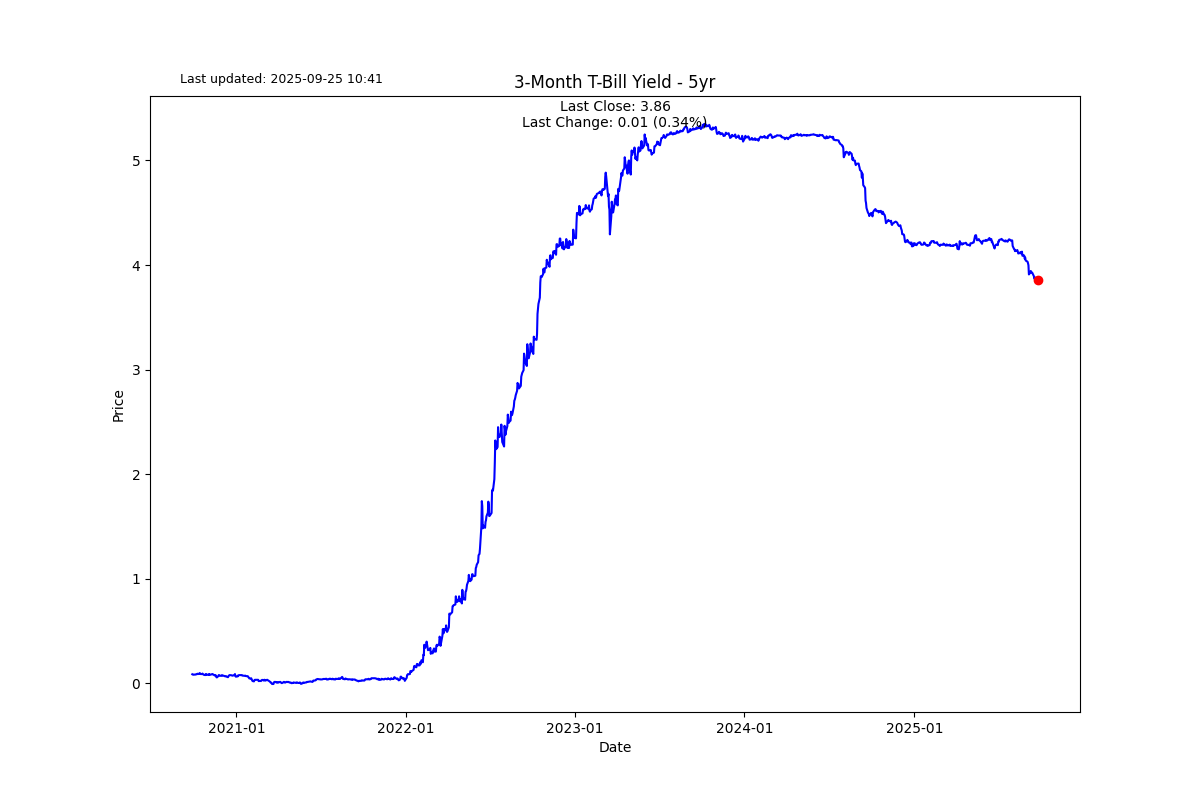 Last updated: 2025-09-25 10:41
3-Month T-Bill Yield - 5yr
Last Close: 3.86
Last Change: 0.01 (0.34%)
Price
5
4
3
2
1
0
2021-01
2022-01
2023-01
2024-01
2025-01
Date